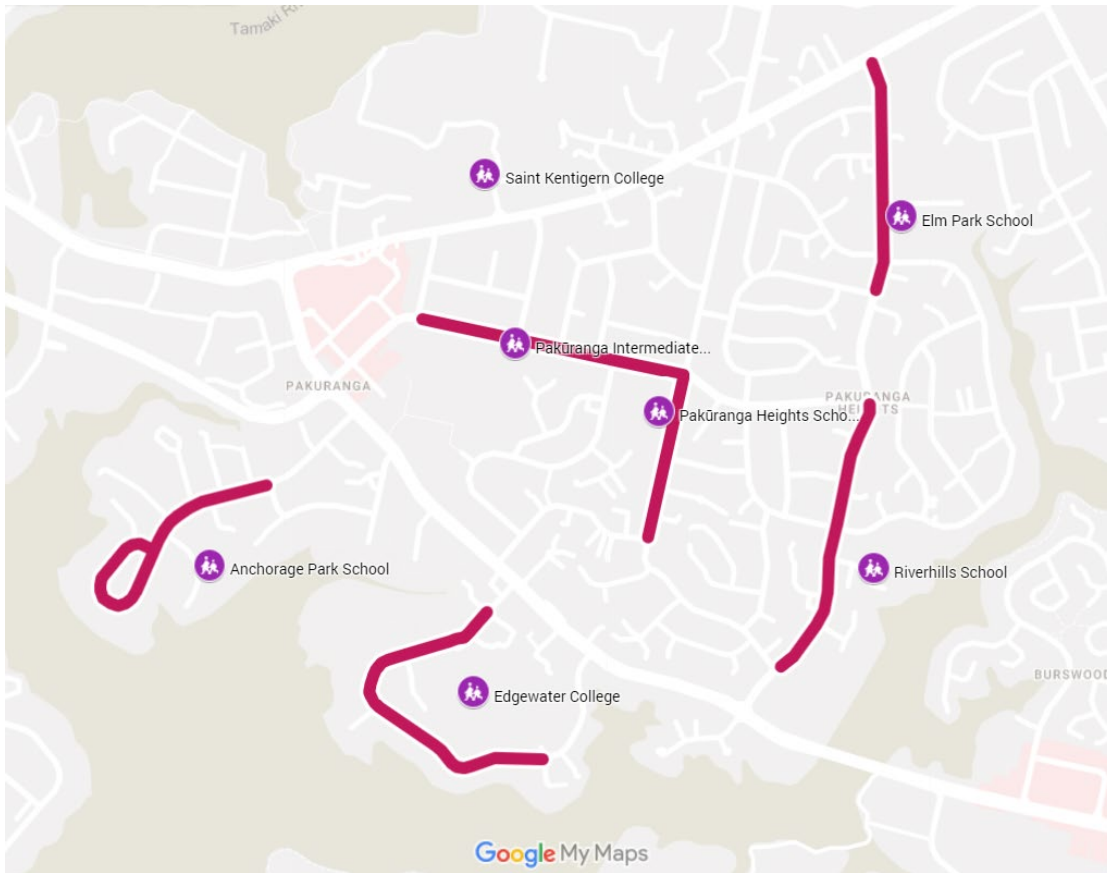 Tamaki Ri
Saint Kentigern College
Elm Park School
Pakūranga Intermediate...
PAKURANGA
PAKURANGA
HEIGHTS
Pakūranga Heights Scho...
Anchorage Park School
Riverhills School
BURSWOOD
Edgewater College
Google My Maps